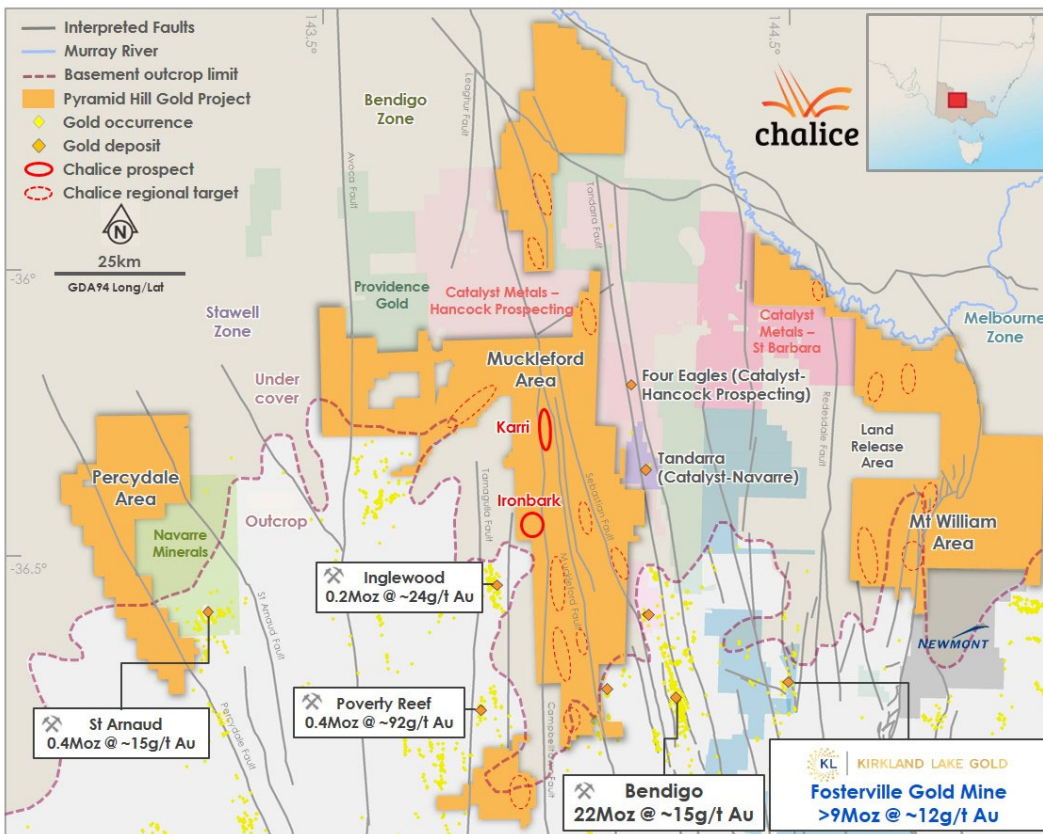 Interpreted Faults
Murray River
Basement outcrop limit
Pyramid Hill Gold Project
Gold occurrence
Gold deposit
Chalice prospect
Chalice regional target
N
25km
GDA94 Long/Lat
143.5°
144.5°
-36°
-36.5°
Bendigo
Zone
Leaghur Fault
Avoca Fault
Tandarra Fault
chalice
Stawell
Zone
Providence
Gold
Catalyst Metals –
Hancock Prospecting
Catalyst
Metals –
St Barbara
Melbourne
Zone
Under
cover
Muckleford
Area
Four Eagles (Catalyst-
Hancock Prospecting)
Karri
Redesdale Fault
Land
Release
Area
Percydale
Area
Tandarra
(Catalyst-Navarre)
Tarnagulla Fault
Sebastian Fault
Ironbark
Outcrop
Navarre
Minerals
Mt William
Area
Muckleford Fault
Inglewood
0.2Moz @ ~24g/t Au
St Arnaud Fault
NEWMONT
Poverty Reef
0.4Moz @ ~92g/t Au
St Arnaud
0.4Moz @ ~15g/t Au
Percydale Fault
Campbelltown Fault
Bendigo
22Moz @ ~15g/t Au
KL
KIRKLAND LAKE GOLD
Fosterville Gold Mine
>9Moz @ ~12g/t Au